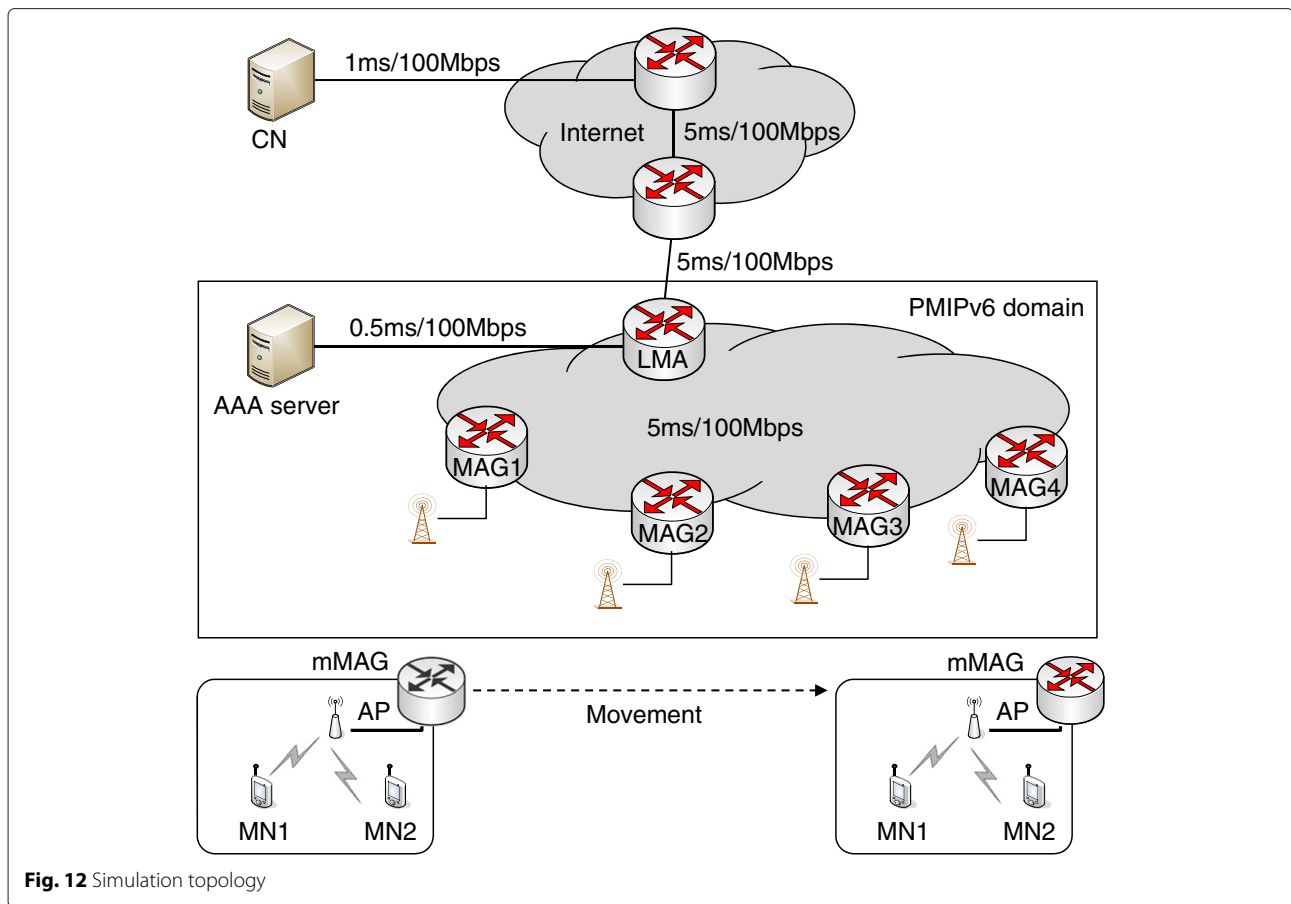 1ms/100Mbps
CN
Internet
5ms/100Mbps
5ms/100Mbps
PMIPv6 domain
0.5ms/100Mbps
LMA
AAA server
5ms/100Mbps
MAG1
MAG2
MAG3
MAG4
mMAG
AP
MN1
MN2
Movement
mMAG
AP
MN1
MN2
Fig. 12 Simulation topology